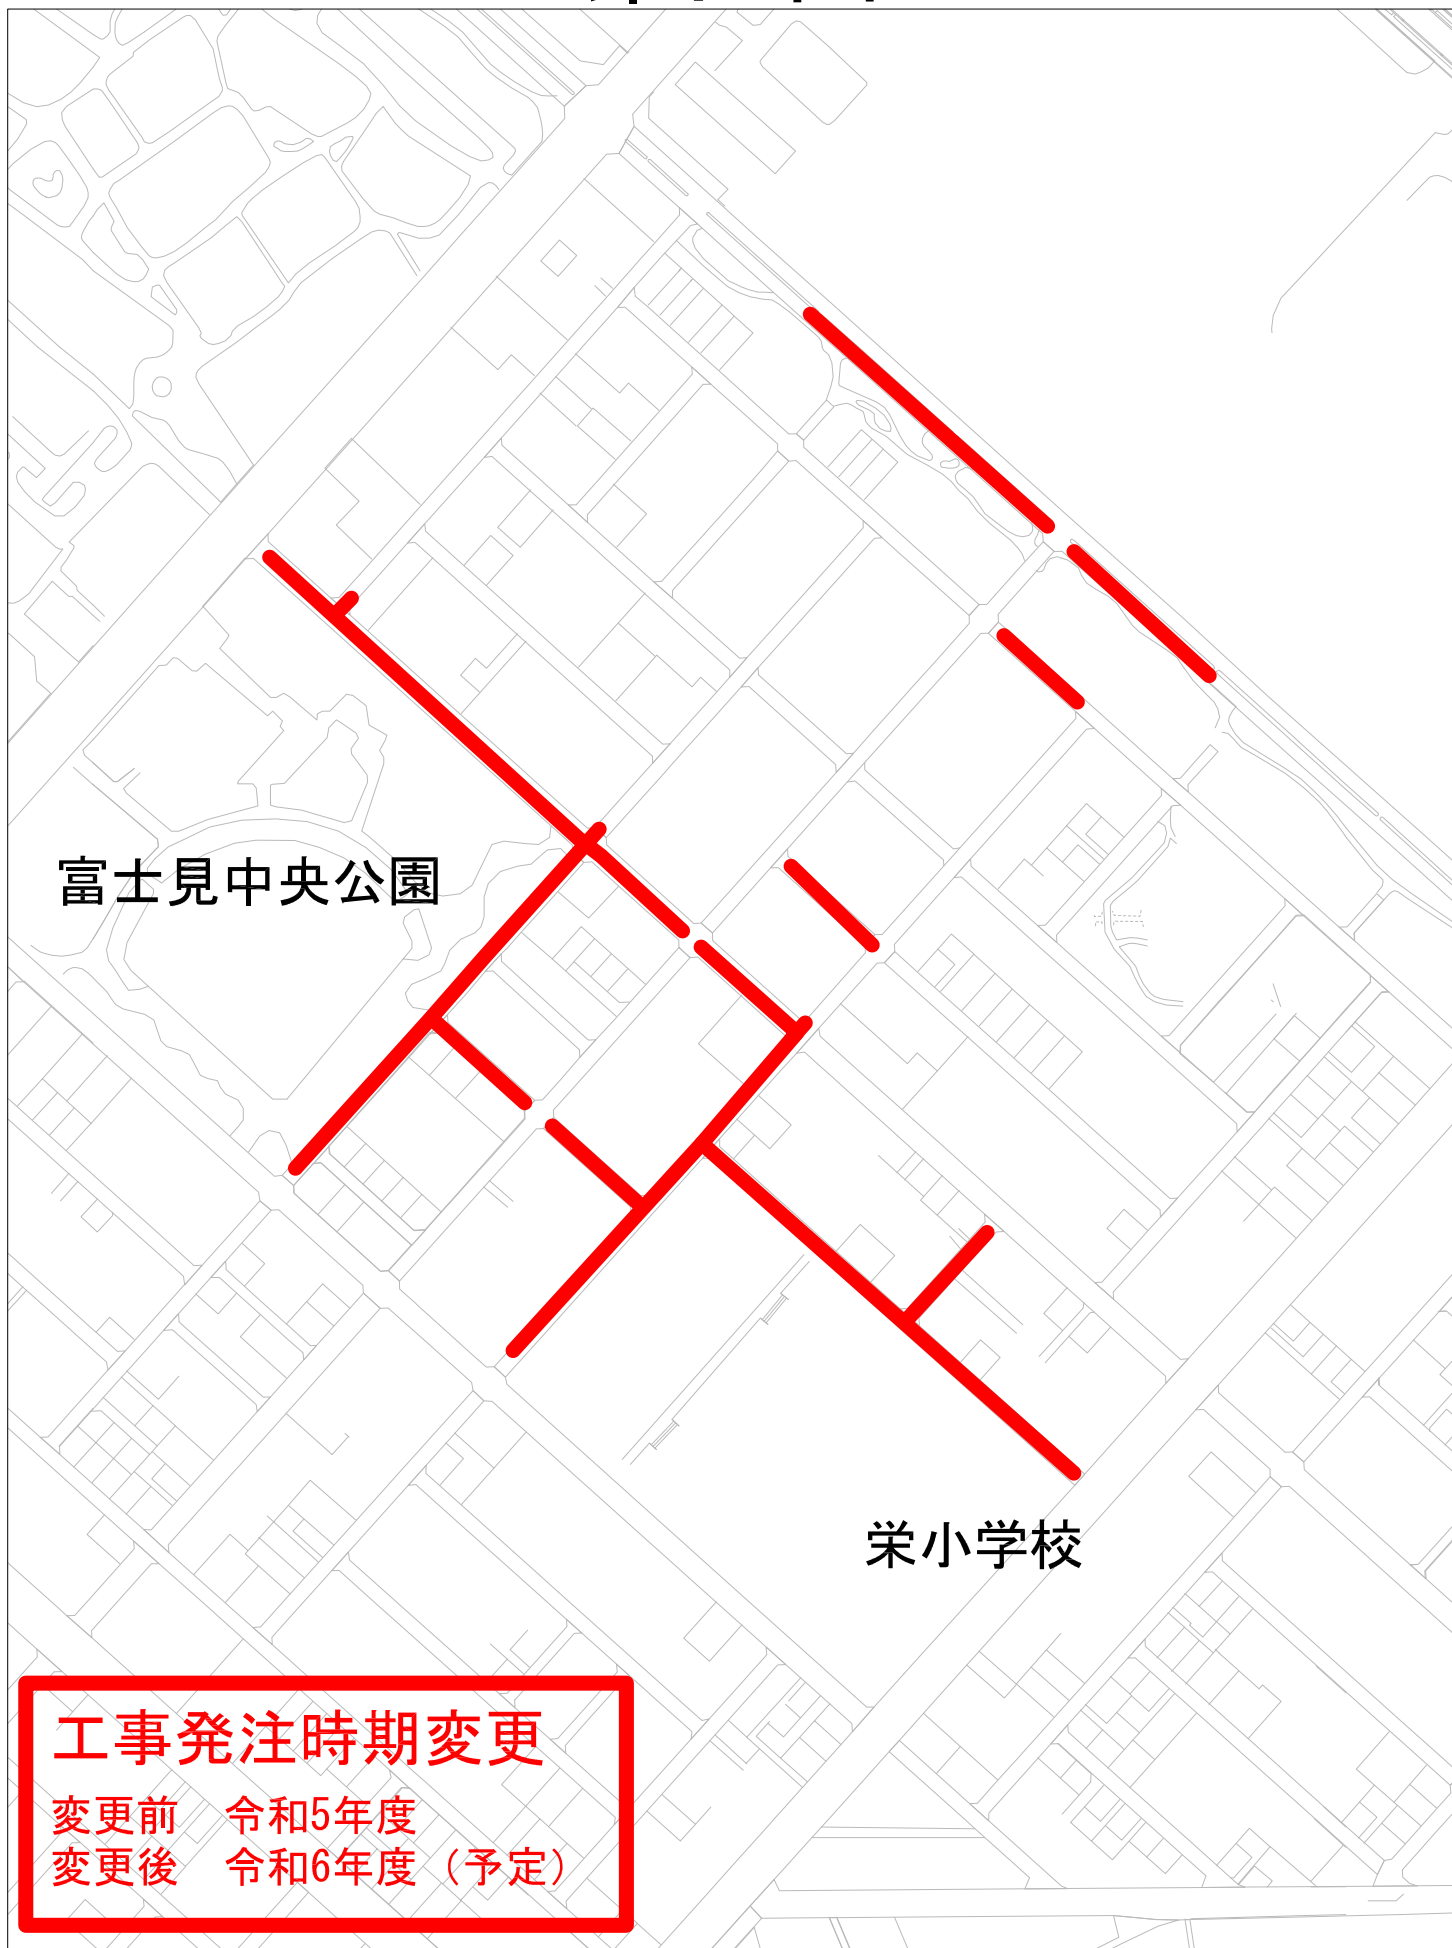 富士見中央公園
栄小学校
工事発注時期変更
変更前　令和5年度
変更後　令和6年度（予定）